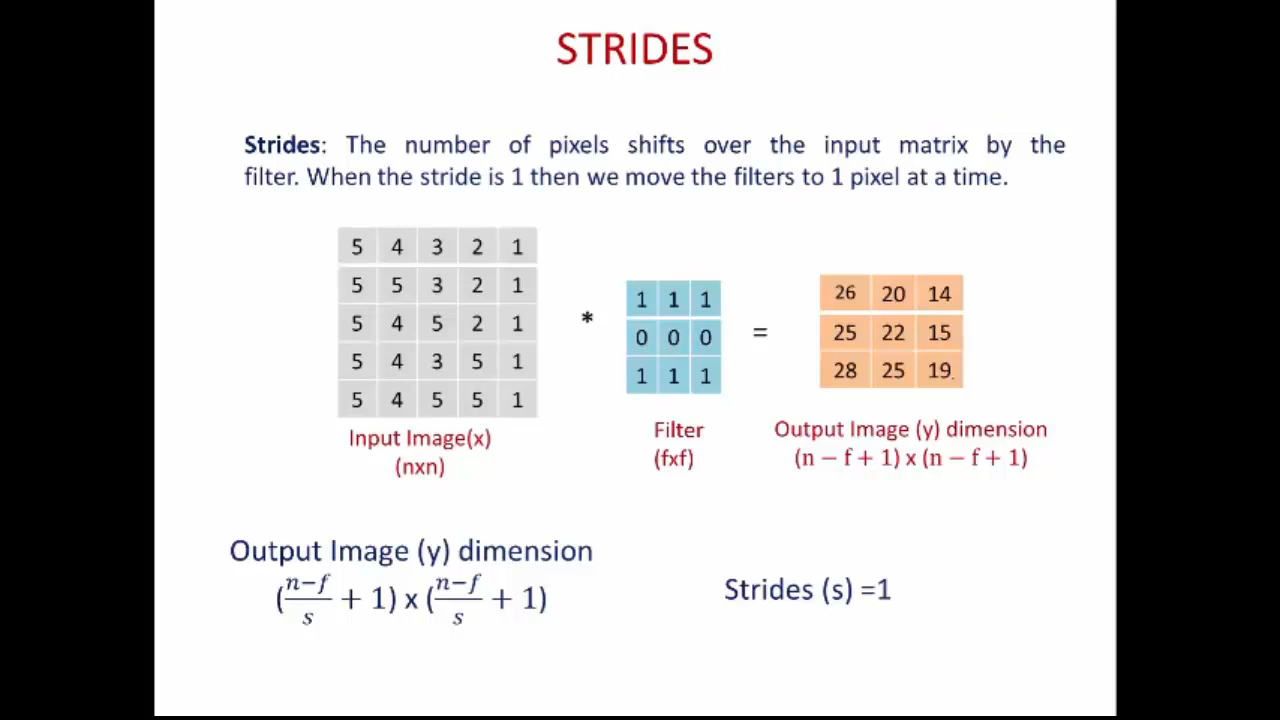 STRIDES
Strides: The number of pixels shifts over the input matrix by the
filter. When the stride is 1 then we move the filters to 1 pixel at a time.
5 4 3 2 1
5 5 3 2 1
5 4 5 2 1
5 4 3 5 1
5 4 5 5 1
*
1 1 1
0 0 0
1 1 1
=
26 20 14
25 22 15
28 25 19.
Input Image(x)
(nxn)
Filter
(fxf)
Output Image (y) dimension
(n − f + 1) x (n − f + 1)
Output Image (y) dimension
(n−f/s + 1) x (n−f/s + 1)
Strides (s) =1